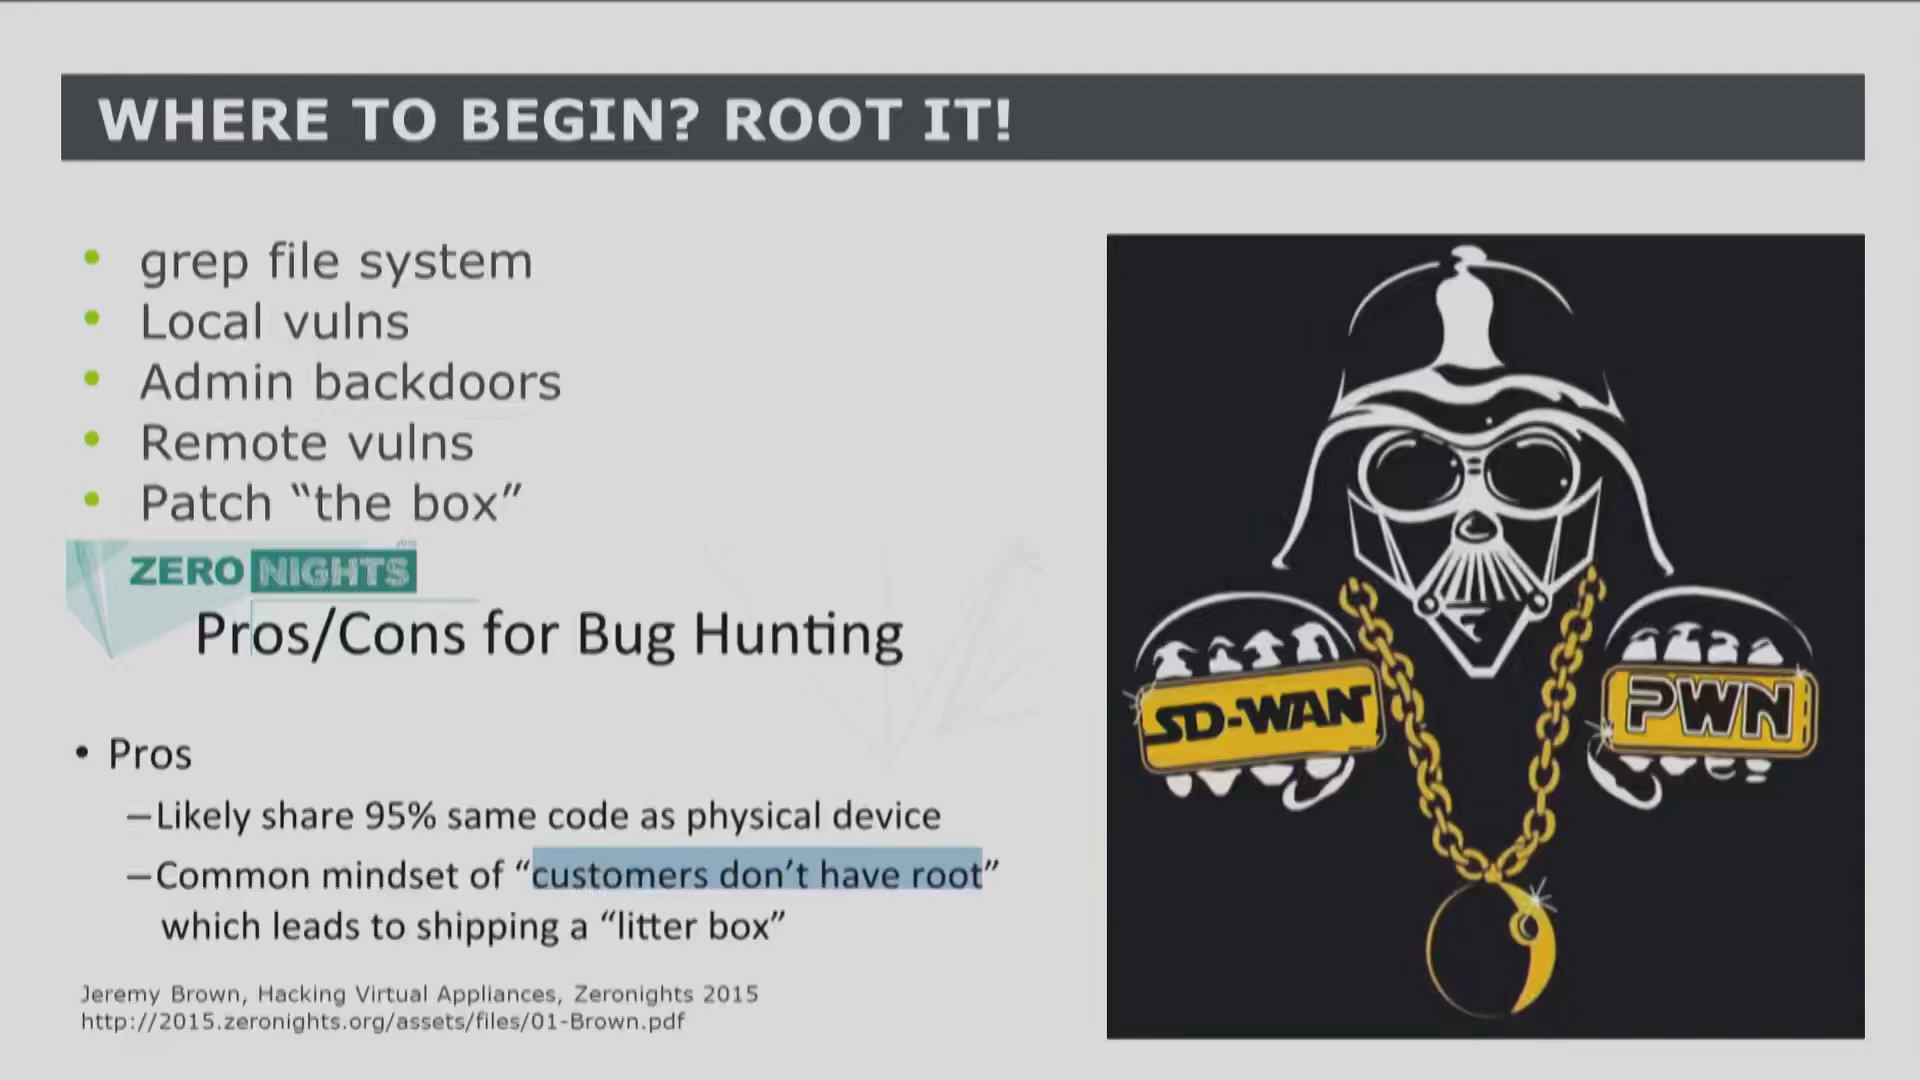 WHERE TO BEGIN? ROOT IT!
• grep file system
• Local vulns
• Admin backdoors
• Remote vulns
• Patch “the box”
ZERO NIGHTS
Pros/Cons for Bug Hunting
• Pros
–Likely share 95% same code as physical device
–Common mindset of “customers don’t have root”
which leads to shipping a “litter box”
Jeremy Brown, Hacking Virtual Appliances, Zeronights 2015
http://2015.zeronights.org/assets/files/01-Brown.pdf
SD-WAN
PWN